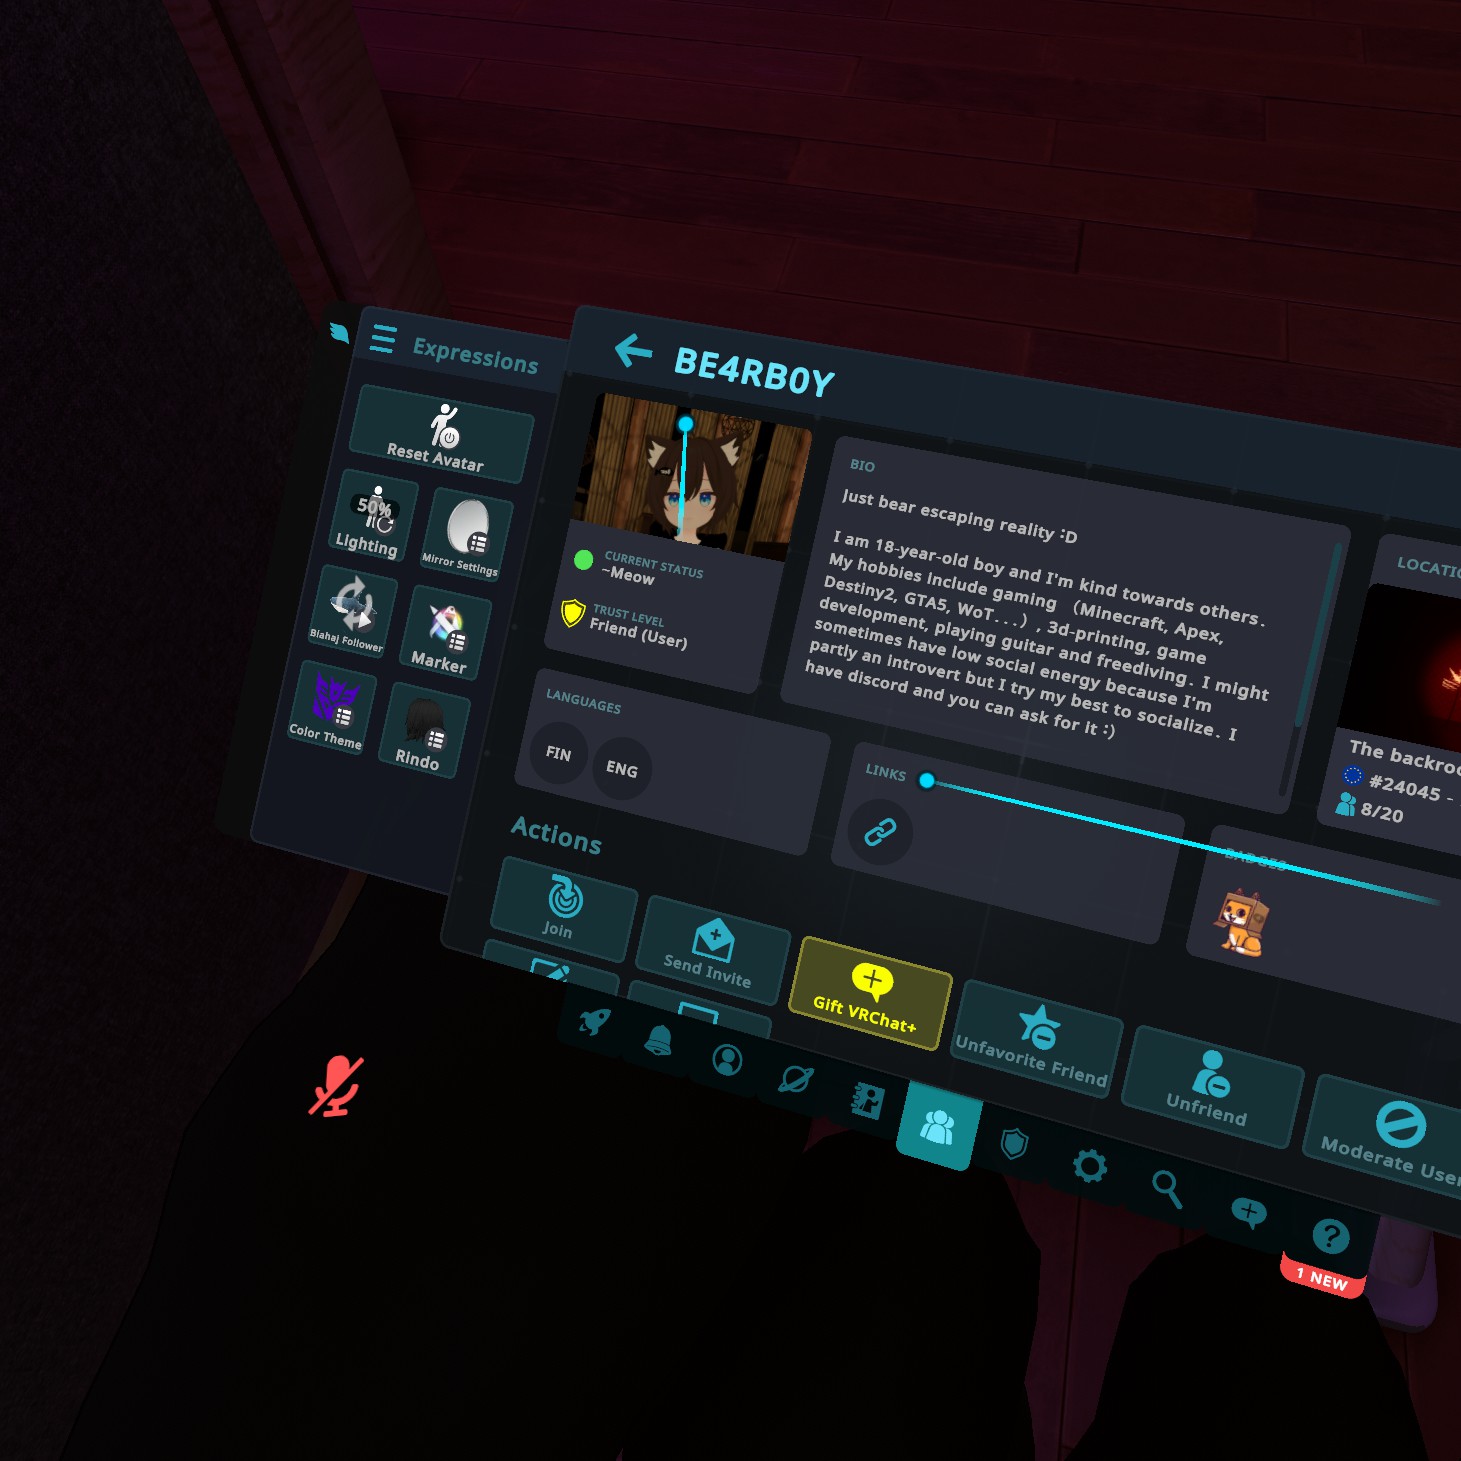 Expressions
Reset Avatar
50%
Lighting
Mirror Settings
Blahaj Follower
Marker
Color Theme
Rindo
BE4RB0Y
CURRENT STATUS
~Meow
TRUST LEVEL
Friend (User)
BIO
Just bear escaping reality :D
I am 18-year-old boy and I'm kind towards others.
My hobbies include gaming (Minecraft, Apex,
Destiny2, GTA5, WoT...), 3d-printing, game
development, playing guitar and freediving. I might
sometimes have low social energy because I'm
partly an introvert but I try my best to socialize. I
have discord and you can ask for it :)
LANGUAGES
FIN
ENG
LINKS
BADGES
The
#24045 -
8/20
Actions
Join
Send Invite
Gift VRChat+
Unfavorite Friend
Unfriend
Moderate User
1 NEW